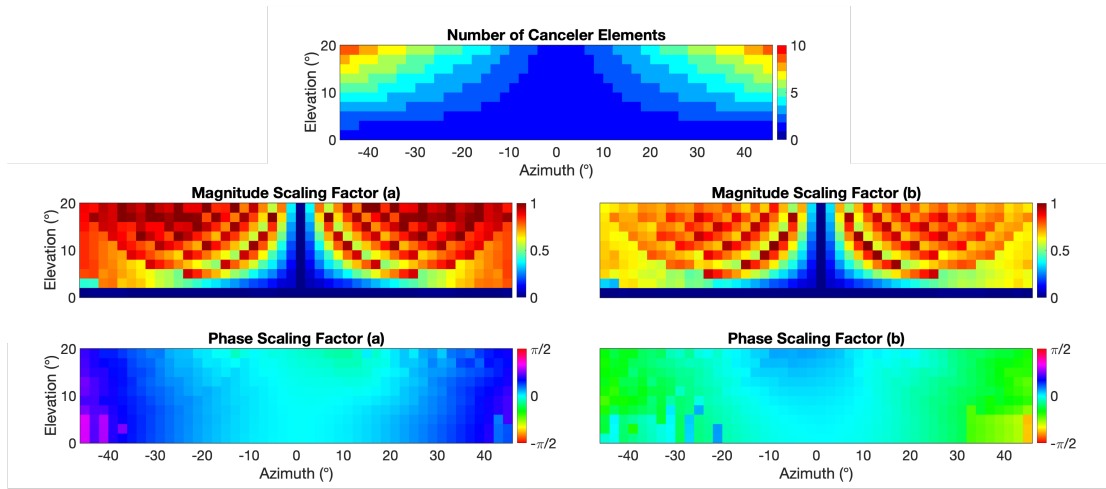 Number of Canceler Elements
Elevation (°)
20
10
0
10
5
0
-40 -30 -20 -10 0 10 20 30 40
Azimuth (°)
Magnitude Scaling Factor (a)
Elevation (°)
20
10
0
1
0.5
0
Magnitude Scaling Factor (b)
1
0.5
0
Phase Scaling Factor (a)
Elevation (°)
20
10
0
π/2
0
-π/2
-40 -30 -20 -10 0 10 20 30 40
Azimuth (°)
Phase Scaling Factor (b)
π/2
0
-π/2
-40 -30 -20 -10 0 10 20 30 40
Azimuth (°)